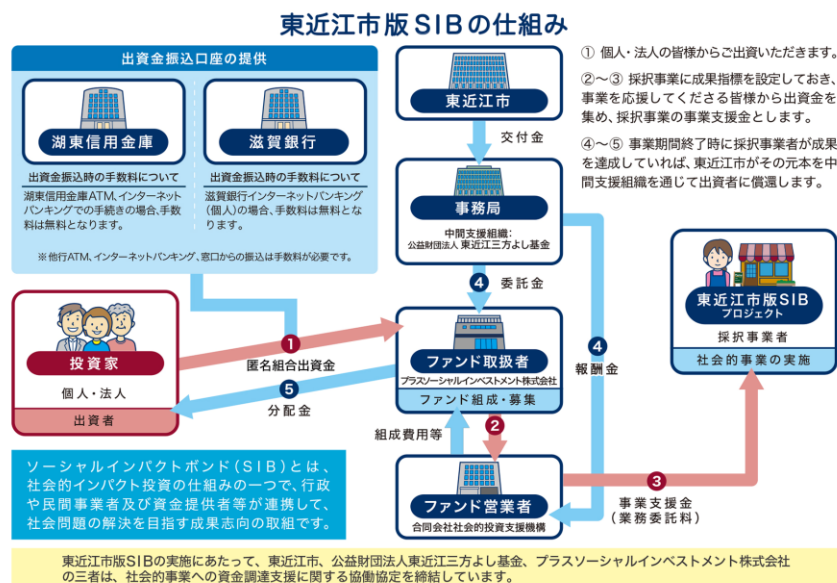 東近江市版SIBの仕組み
出資金振込口座の提供
湖東信用金庫
滋賀銀行
出資金振込時の手数料について
湖東信用金庫ATM、インターネット
バンキングでの手続きの場合、手数
料は無料となります。
出資金振込時の手数料について
滋賀銀行インターネットバンキング
(個人)の場合、手数料は無料とな
ります。
※他行ATM、インターネットバンキング、窓口からの振込は手数料が必要です。
東近江市
交付金
事務局
中間支援組織:
公益財団法人 東近江三方よし基金
④ 委託金
① 個人・法人の皆様からご出資いただきます。
②～③ 採択事業に成果指標を設定しておき、
事業を応援してくださる皆様から出資金を
集め、採択事業の事業支援金とします。
④～⑤ 事業期間終了時に採択事業者が成果
を達成していれば、東近江市がその元本を中
間支援組織を通じて出資者に償還します。
投資家
個人・法人
出資者
①
匿名組合出資金
⑤
分配金
ファンド取扱者
プラスソーシャルインベストメント株式会社
ファンド組成・募集
④
報酬金
東近江市版SIB
プロジェクト
採択事業者
社会的事業の実施
組成費用等
②
ファンド営業者
合同会社社会的投資支援機構
③
事業支援金
(業務委託料)
ソーシャルインパクトボンド(SIB)とは、
社会的インパクト投資の仕組みの一つで、行政
や民間事業者及び資金提供者等が連携して、
社会問題の解決を目指す成果志向の取組です。
東近江市版SIBの実施にあたって、東近江市、公益財団法人東近江三方よし基金、プラスソーシャルインベストメント株式会社
の三者は、社会的事業への資金調達支援に関する協働協定を締結しています。